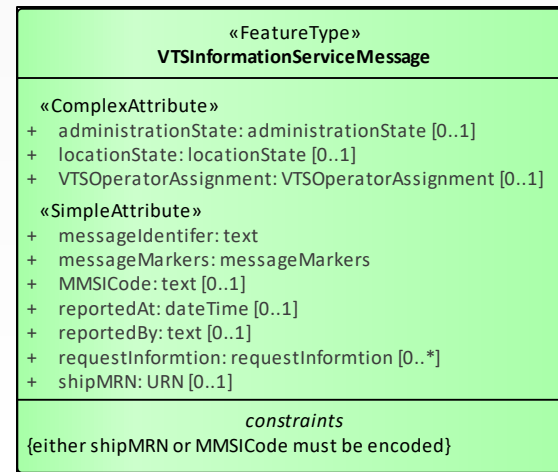 «FeatureType»
VTSInformationServiceMessage
«ComplexAttribute»
+ administrationState: administrationState [0..1]
+ locationState: locationState [0..1]
+ VTSOperatorAssignment: VTSOperatorAssignment [0..1]
«SimpleAttribute»
+ messageIdentifer: text
+ messageMarkers: messageMarkers
+ MMSICode: text [0..1]
+ reportedAt: dateTime [0..1]
+ reportedBy: text [0..1]
+ requestInformtion: requestInformtion [0..*]
+ shipMRN: URN [0..1]
constraints
{either shipMRN or MMSICode must be encoded}